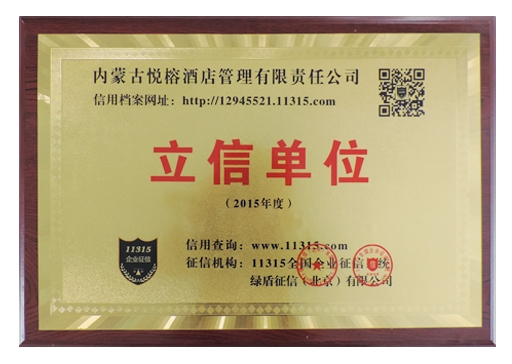 内蒙古悦榕酒店管理有限责任公司
信用档案网址：http://12945521.11315.com
立信单位
（2015年度）
11315
企业征信
信用查询：www.11315.com
征信机构：11315全国企业征信系统
绿盾征信（北京）有限公司